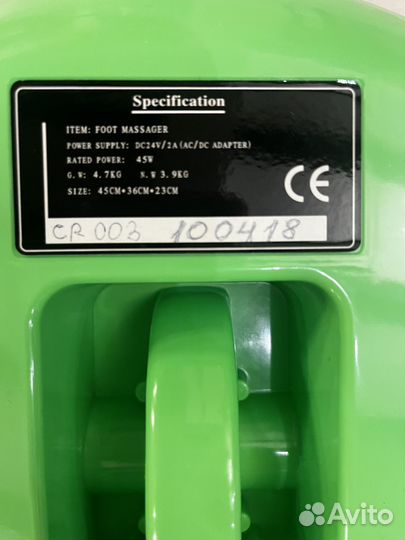 Specification
ITEM: FOOT MASSAGER
POWER SUPPLY: DC24V/2A(AC/DC ADAPTER)
RATED POWER: 45W
G.W: 4.7KG N.W 3.9KG
SIZE: 45CM*36CM*23CM
CE
CR 003 100418
Avito